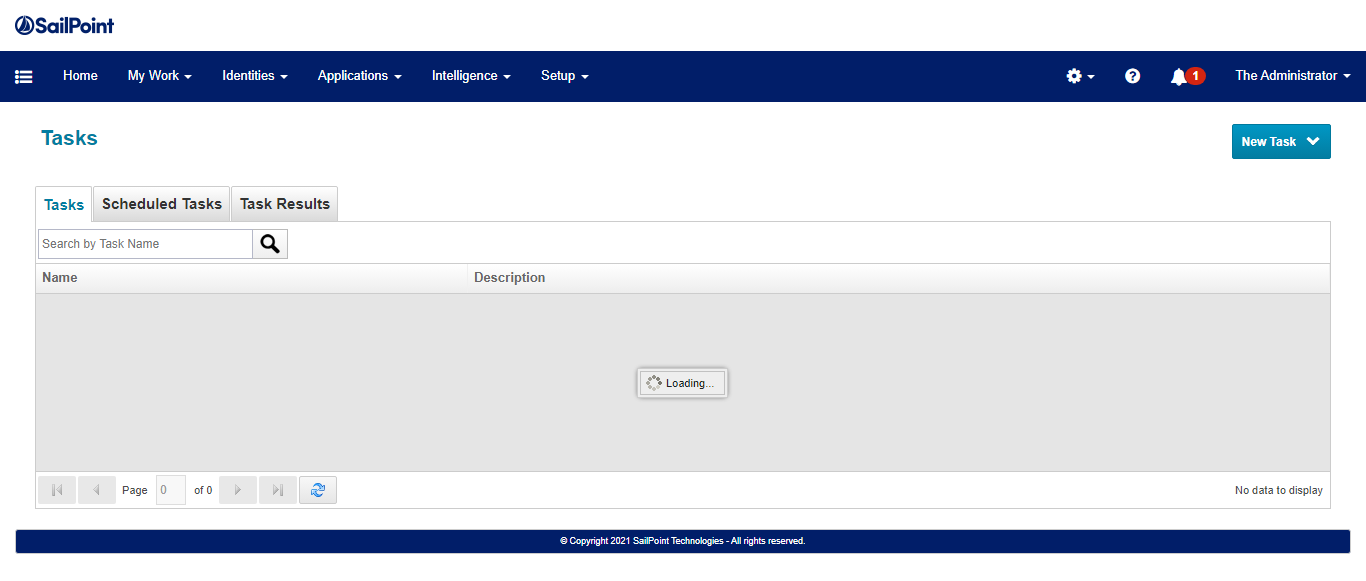 SailPoint
Home My Work Identities Applications Intelligence Setup 1 The Administrator
Tasks
New Task
Tasks Scheduled Tasks Task Results
Search by Task Name
Name Description
Loading...
Page 0 of 0 No data to display
© Copyright 2021 SailPoint Technologies - All rights reserved.